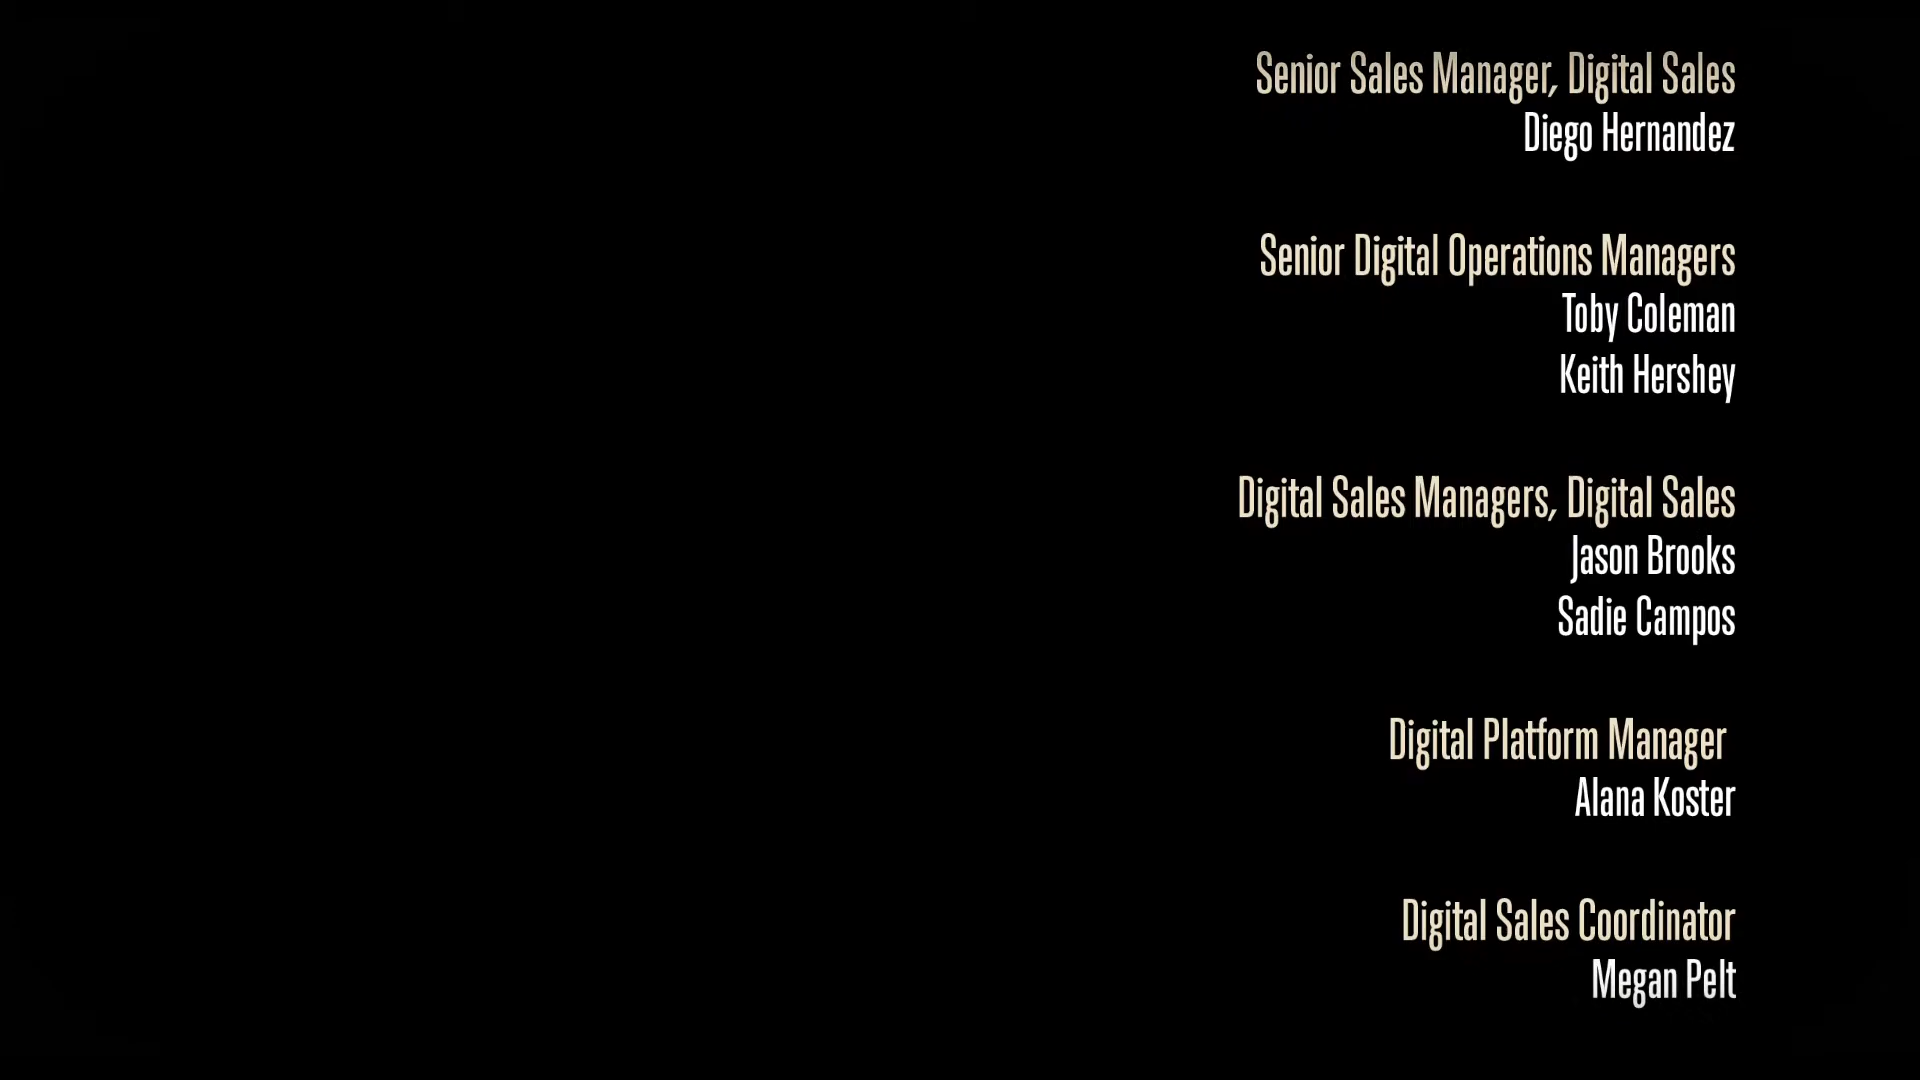 Senior Sales Manager, Digital Sales
Diego Hernandez
Senior Digital Operations Managers
Toby Coleman
Keith Hershey
Digital Sales Managers, Digital Sales
Jason Brooks
Sadie Campos
Digital Platform Manager
Alana Koster
Digital Sales Coordinator
Megan Pelt